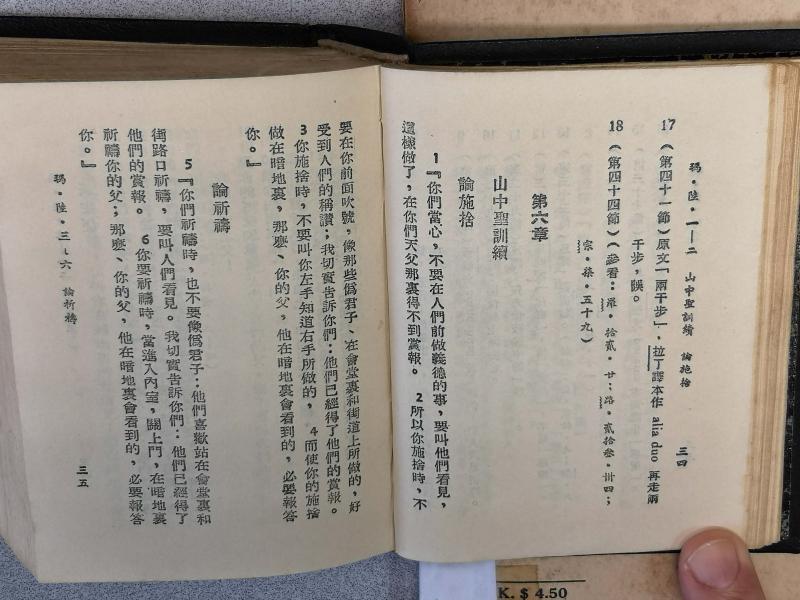 瑪・陸・一—二　山中聖訓續　論施捨　三四
17（第四十一節）原文「兩千步」．拉丁譯本作 alia duo 再走兩
千步，誤。
18（第四十四節）（參看：羅．拾貳．廿；路．貳拾叁．卅四；
宗．柒．五十九）
第六章
山中聖訓續
論施捨
1『你們當心，不要在人們前做義德的事，要叫他們看見，
這樣做了，在你們天父那裏得不到賞報。 2所以你施捨時，不
要在你前面吹號，像那些僞君子、在會堂裏和街道上所做的，好
受到人們的稱讚；我切實告訴你們：他們已經得了他們的賞報。
3你施捨時，不要叫你左手知道右手所做的， 4而使你的施捨
做在暗地裏，那麽、你的父，他在暗地裏會看到的，必要報答
你。』
論祈禱
5『你們祈禱時，也不要像僞君子：他們喜歡站在會堂裏和
街路口祈禱，要叫人們看見。我切實告訴你們：他們已經得了
他們的賞報。 6你要祈禱時，當進入內室，關上門，在暗地裏
祈禱你的父；那麽、你的父，他在暗地裏會看到的，必要報答
你。』
瑪・陸・三～六　論祈禱　三五
K. $ 4.50